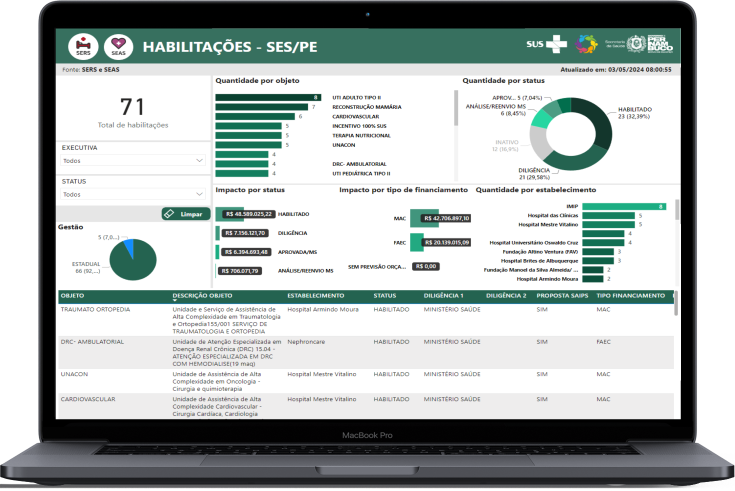 SERS
SEAS
HABILITAÇÕES - SES/PE
SUS
Secretaria
de Saúde
PER
NAM
BUCO
Fonte: SERS e SEAS
Atualizado em: 03/05/2024 08:00:55
71
Total de habilitações
EXECUTIVA
Todos
STATUS
Todos
Limpar
Gestão
5 (7,0...)
ESTADUAL
66 (92,...)
Quantidade por objeto
8 UTI ADULTO TIPO II
7 RECONSTRUÇÃO MAMÁRIA
6 CARDIOVASCULAR
5 INCENTIVO 100% SUS
5 TERAPIA NUTRICIONAL
5 UNACON
4
4 DRC- AMBULATORIAL
4 UTI PEDIÁTRICA TIPO II
Quantidade por status
APROV... 5 (7,04%)
ANÁLISE/REENVIO MS
6 (8,45%)
INATIVO
12 (16,9%)
DILIGÊNCIA
21 (29,58%)
HABILITADO
23 (32,39%)
Impacto por status
R$ 48.589.025,22 HABILITADO
R$ 7.156.121,70 DILIGÊNCIA
R$ 6.394.693,48 APROVADA/MS
R$ 706.071,79 ANÁLISE/REENVIO MS
Impacto por tipo de financiamento
MAC R$ 42.706.897,10
FAEC R$ 20.139.015,09
SEM PREVISÃO ORÇA... R$ 0,00
Quantidade por estabelecimento
IMIP 8
Hospital das Clínicas 5
Hospital Mestre Vitalino 5
4
Hospital Universitário Oswaldo Cruz 4
Fundação Altino Ventura (FAV) 3
Hospital Brites de Albuquerque 3
Fundação Manoel da Silva Almeida/ ... 2
Hospital Armindo Moura 2
OBJETO DESCRIÇÃO OBJETO ESTABELECIMENTO STATUS DILIGÊNCIA 1 DILIGÊNCIA 2 PROPOSTA SAIPS TIPO FINANCIAMENTO
TRAUMATO ORTOPEDIA Unidade e Serviço de Assistência de Hospital Armindo Moura HABILITADO MINISTÉRIO SAÚDE SIM MAC
Alta Complexidade em Traumatologia
e Ortopedia155/001 SERVIÇO DE
TRAUMATOLOGIA E ORTOPEDIA
DRC- AMBULATORIAL Unidade de Atenção Especializada em Nephroncare HABILITADO MINISTÉRIO SAÚDE SIM FAEC
Doença Renal Crônica (DRC) 15.04 -
ATENÇÃO ESPECIALIZADA EM DRC
COM HEMODIALISE(19 maq)
UNACON Unidade de Assistência de Alta Hospital Mestre Vitalino HABILITADO MINISTÉRIO SAÚDE SIM MAC
Complexidade em Oncologia -
Cirurgia e quimioterapia
CARDIOVASCULAR Unidade de Assistência de Alta Hospital Mestre Vitalino HABILITADO MINISTÉRIO SAÚDE SIM MAC
Complexidade Cardiovascular -
Cirurgia Cardíaca, Cardiologia
MacBook Pro